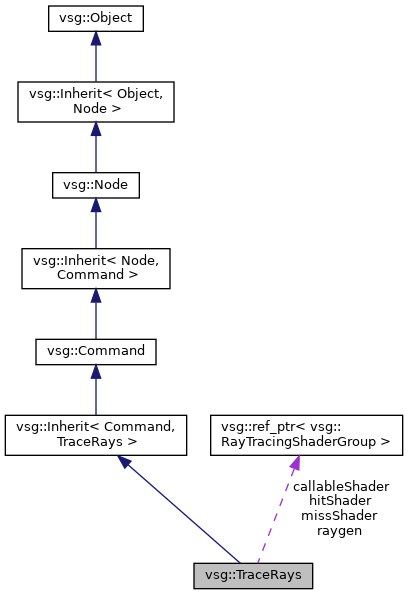 vsg::Object
vsg::Inherit< Object,
Node >
vsg::Node
vsg::Inherit< Node,
Command >
vsg::Command
vsg::Inherit< Command,
TraceRays >
vsg::ref_ptr< vsg::
RayTracingShaderGroup >
callableShader
hitShader
missShader
raygen
vsg::TraceRays